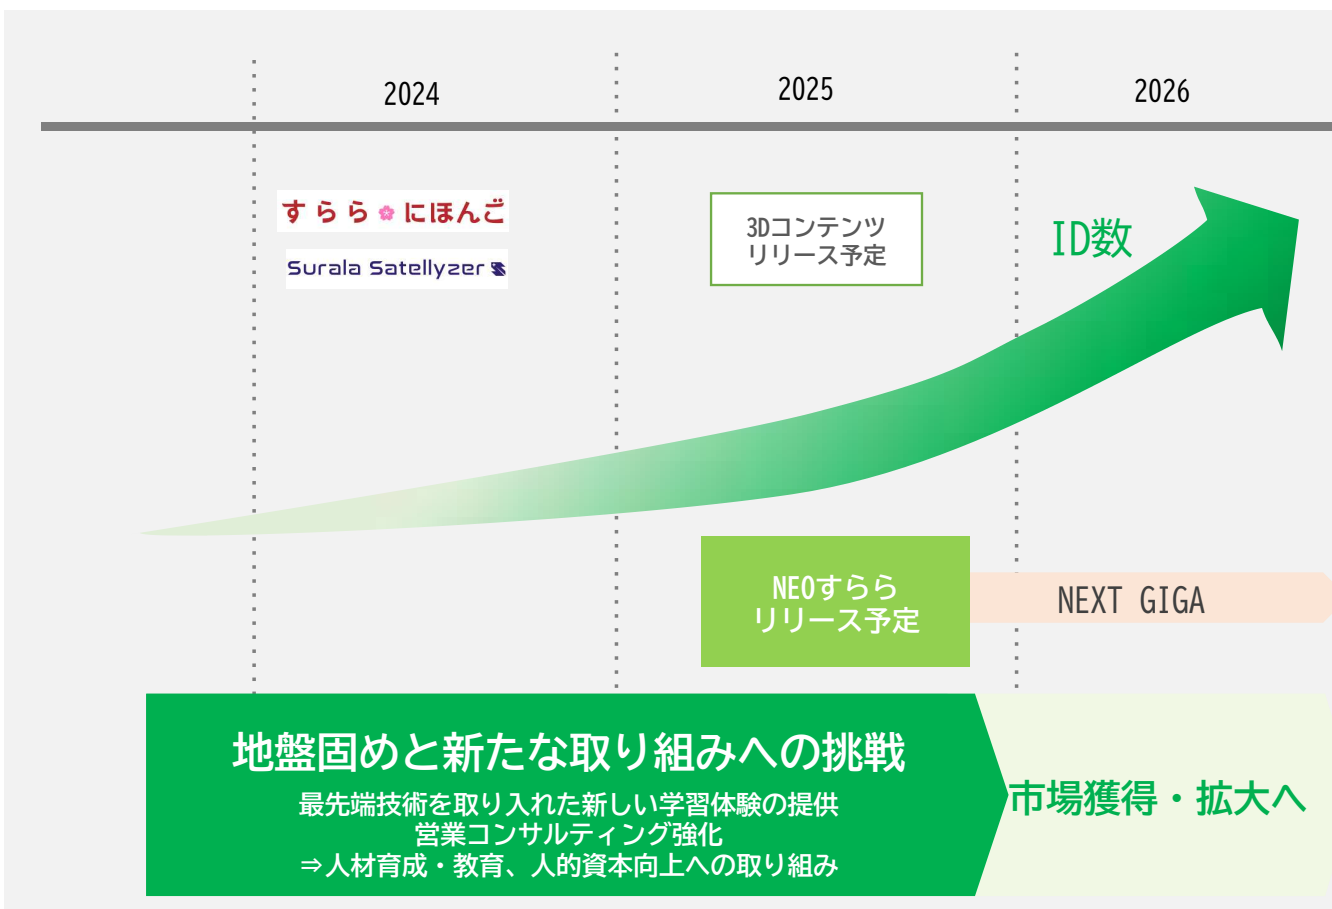 2024
2025
2026
すらら にほんご
Surala Satellyzer
3Dコンテンツ
リリース予定
ID数
NEOすらら
リリース予定
NEXT GIGA
地盤固めと新たな取り組みへの挑戦
最先端技術を取り入れた新しい学習体験の提供
営業コンサルティング強化
⇒人材育成・教育、人的資本向上への取り組み
市場獲得・拡大へ